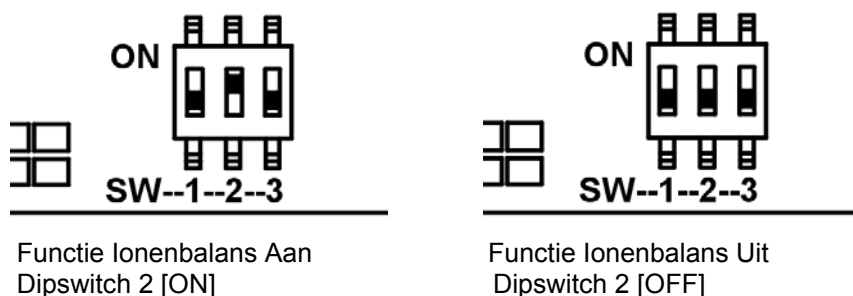 ON
SW--1--2--3
Functie Ionenbalans Aan
Dipswitch 2 [ON]
ON
SW--1--2--3
Functie Ionenbalans Uit
Dipswitch 2 [OFF]